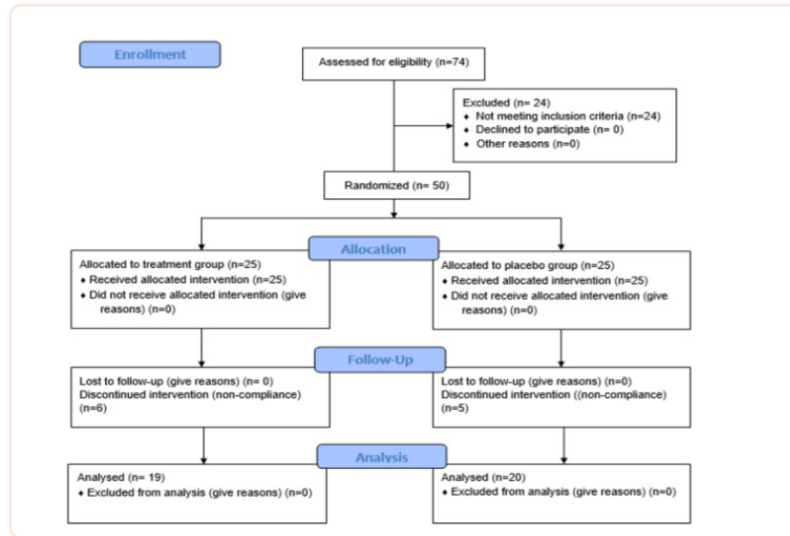 Enrollment
Assessed for eligibility (n=74)
Excluded (n= 24)
♦ Not meeting inclusion criteria (n=24)
♦ Declined to participate (n= 0)
♦ Other reasons (n=0)
Randomized (n= 50)
Allocation
Allocated to treatment group (n=25)
♦ Received allocated intervention (n=25)
♦ Did not receive allocated intervention (give
reasons) (n=0)
Allocated to placebo group (n=25)
♦ Received allocated intervention (n=25)
♦ Did not receive allocated intervention (give
reasons) (n=0)
Follow-Up
Lost to follow-up (give reasons) (n= 0)
Discontinued intervention (non-compliance)
(n=6)
Lost to follow-up (give reasons) (n=0)
Discontinued intervention ((non-compliance)
(n=5)
Analysis
Analysed (n= 19)
♦ Excluded from analysis (give reasons) (n=0)
Analysed (n=20)
♦ Excluded from analysis (give reasons) (n=0)